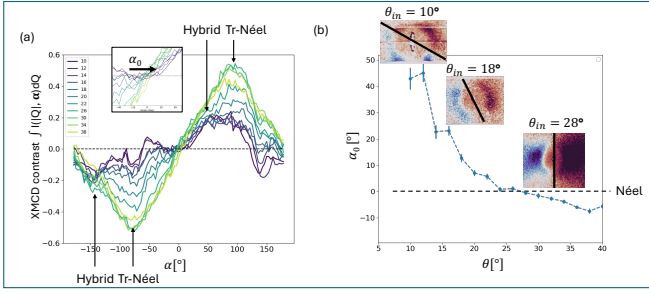 (a)
Hybrid Tr-Néel
α₀
XMCD contrast ∫ I(|Q|, α)dQ
0.6
0.4
0.2
0.0
−0.2
−0.4
−0.6
10
12
14
16
18
20
22
26
30
34
38
−150 −100 −50 0 50 100 150
Hybrid Tr-Néel
α[°]
(b)
θin = 10°
θin = 18°
θin = 28°
α₀ [°]
50
40
30
20
10
0
−10
Néel
5 10 15 20 25 30 35 40
θ[°]